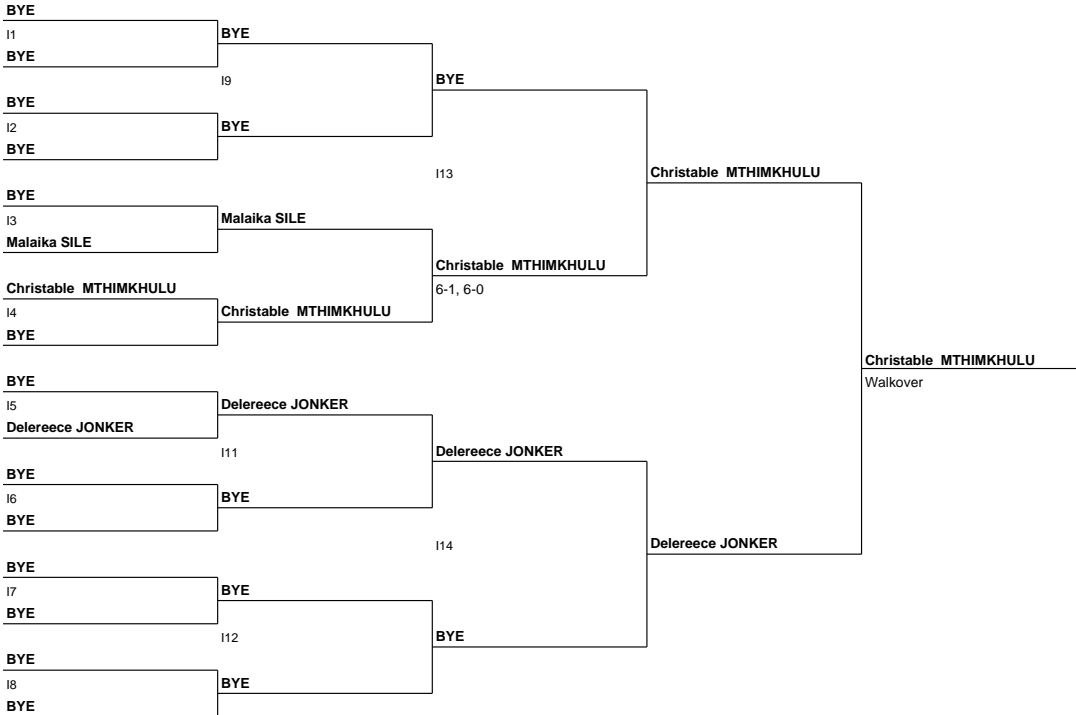 BYE
I1
BYE
BYE
I9
BYE
BYE
I2
BYE
BYE
I13
Christable MTHIMKHULU
BYE
I3
Malaika SILE
Malaika SILE
Christable MTHIMKHULU
6-1, 6-0
Christable MTHIMKHULU
I4
Christable MTHIMKHULU
BYE
Christable MTHIMKHULU
Walkover
BYE
I5
Delereece JONKER
Delereece JONKER
I11
Delereece JONKER
BYE
I6
BYE
BYE
I14
Delereece JONKER
BYE
I7
BYE
BYE
I12
BYE
BYE
I8
BYE
BYE